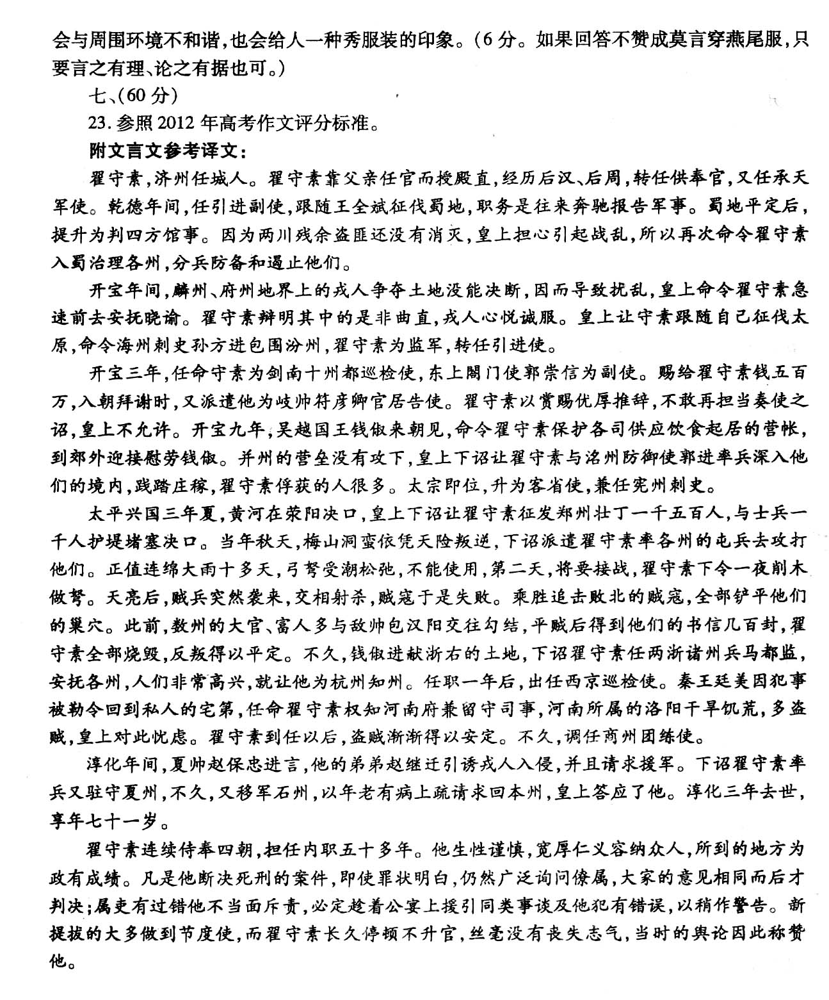 会与周围环境不和谐,也会给人一种秀服装的印象。(6分。如果回答不赞成莫言穿燕尾服,只
要言之有理、论之有据也可。)
七、(60分)
23.参照2012年高考作文评分标准。
附文言文参考译文:
翟守素,济州任城人。翟守素靠父亲任官而授殿直,经历后汉、后周,转任供奉官,又任承天
军使。乾德年间,任引进副使,跟随王全斌征伐蜀地,职务是往来奔驰报告军事。蜀地平定后,
提升为判四方馆事。因为两川残余盗匪还没有消灭,皇上担心引起战乱,所以再次命令翟守素
入蜀治理各州,分兵防备和遏止他们。
开宝年间,麟州、府州地界上的戎人争夺土地没能决断,因而导致扰乱,皇上命令翟守素急
速前去安抚晓谕。翟守素辩明其中的是非曲直,戎人心悦诚服。皇上让守素跟随自己征伐太
原,命令海州刺史孙方进包围汾州,翟守素为监军,转任引进使。
开宝三年,任命守素为剑南十州都巡检使,东上閤门使郭崇信为副使。赐给翟守素钱五百
万,入朝拜谢时,又派遣他为岐帅符彦卿官居告使。翟守素以赏赐优厚推辞,不敢再担当奏使之
诏,皇上不允许。开宝九年,吴越国王钱俶来朝见,命令翟守素保护各司供应饮食起居的营帐,
到郊外迎接慰劳钱俶。并州的营垒没有攻下,皇上下诏让翟守素与洺州防御使郭进率兵深入他
们的境内,践踏庄稼,翟守素俘获的人很多。太宗即位,升为客省使,兼任宪州刺史。
太平兴国三年夏,黄河在荥阳决口,皇上下诏让翟守素征发郑州壮丁一千五百人,与士兵一
千人护堤堵塞决口。当年秋天,梅山洞蛮依凭天险叛逆,下诏派遣翟守素率各州的屯兵去攻打
他们。正值连绵大雨十多天,弓弩受潮松弛,不能使用,第二天,将要接战,翟守素下令一夜削木
做弩。天亮后,贼兵突然袭来,交相射杀,贼寇于是失败。乘胜追击败北的贼寇,全部铲平他们
的巢穴。此前,数州的大官、富人多与敌帅包汉阳交往勾结,平贼后得到他们的书信几百封,翟
守素全部烧毁,反叛得以平定。不久,钱俶进献浙右的土地,下诏翟守素任两浙诸州兵马都监,
安抚各州,人们非常高兴,就让他为杭州知州。任职一年后,出任西京巡检使。秦王廷美因犯事
被勒令回到私人的宅第,任命翟守素权知河南府兼留守司事,河南所属的洛阳干旱饥荒,多盗
贼,皇上对此忧虑。翟守素到任以后,盗贼渐渐得以安定。不久,调任商州团练使。
淳化年间,夏帅赵保忠进言,他的弟弟赵继迁引诱戎人入侵,并且请求援军。下诏翟守素率
兵又驻守夏州,不久,又移军石州,以年老有病上疏请求回本州,皇上答应了他。淳化三年去世,
享年七十一岁。
翟守素连续侍奉四朝,担任内职五十多年。他生性谨慎,宽厚仁义容纳众人,所到的地方为
政有成绩。凡是他断决死刑的案件,即使罪状明白,仍然广泛询问僚属,大家的意见相同而后才
判决;属吏有过错他不当面斥责,必定趁着公宴上援引同类事谈及他犯有错误,以稍作警告。新
提拔的大多做到节度使,而翟守素长久停顿不升官,丝毫没有丧失志气,当时的舆论因此称赞
他。